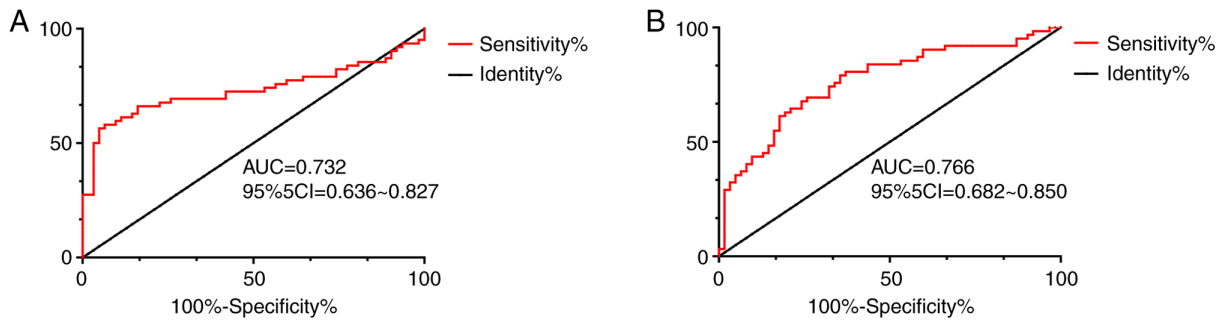 A
100
50
0
0
50
100
100%-Specificity%
Sensitivity%
Identity%
AUC=0.732
95%5CI=0.636~0.827
B
100
50
0
0
50
100
100%-Specificity%
Sensitivity%
Identity%
AUC=0.766
95%5CI=0.682~0.850